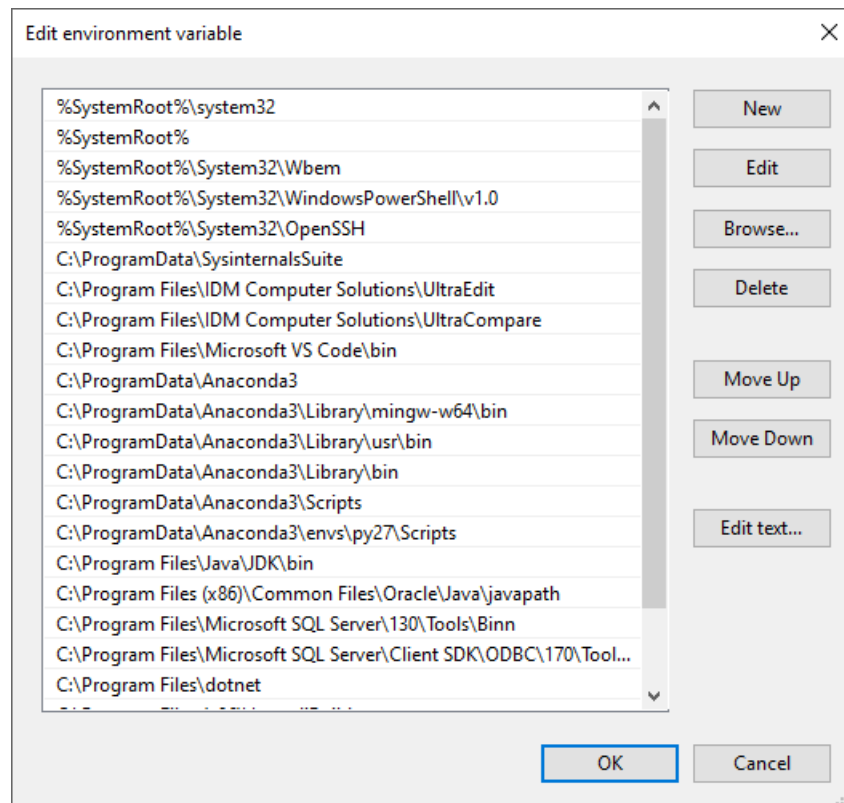 Edit environment variable
%SystemRoot%\system32
%SystemRoot%
%SystemRoot%\System32\Wbem
%SystemRoot%\System32\WindowsPowerShell\v1.0
%SystemRoot%\System32\OpenSSH
C:\ProgramData\SysinternalsSuite
C:\Program Files\IDM Computer Solutions\UltraEdit
C:\Program Files\IDM Computer Solutions\UltraCompare
C:\Program Files\Microsoft VS Code\bin
C:\ProgramData\Anaconda3
C:\ProgramData\Anaconda3\Library\mingw-w64\bin
C:\ProgramData\Anaconda3\Library\usr\bin
C:\ProgramData\Anaconda3\Library\bin
C:\ProgramData\Anaconda3\Scripts
C:\ProgramData\Anaconda3\envs\py27\Scripts
C:\Program Files\Java\JDK\bin
C:\Program Files (x86)\Common Files\Oracle\Java\javapath
C:\Program Files\Microsoft SQL Server\130\Tools\Binn
C:\Program Files\Microsoft SQL Server\Client SDK\ODBC\170\Tool...
C:\Program Files\dotnet
New
Edit
Browse...
Delete
Move Up
Move Down
Edit text...
OK
Cancel